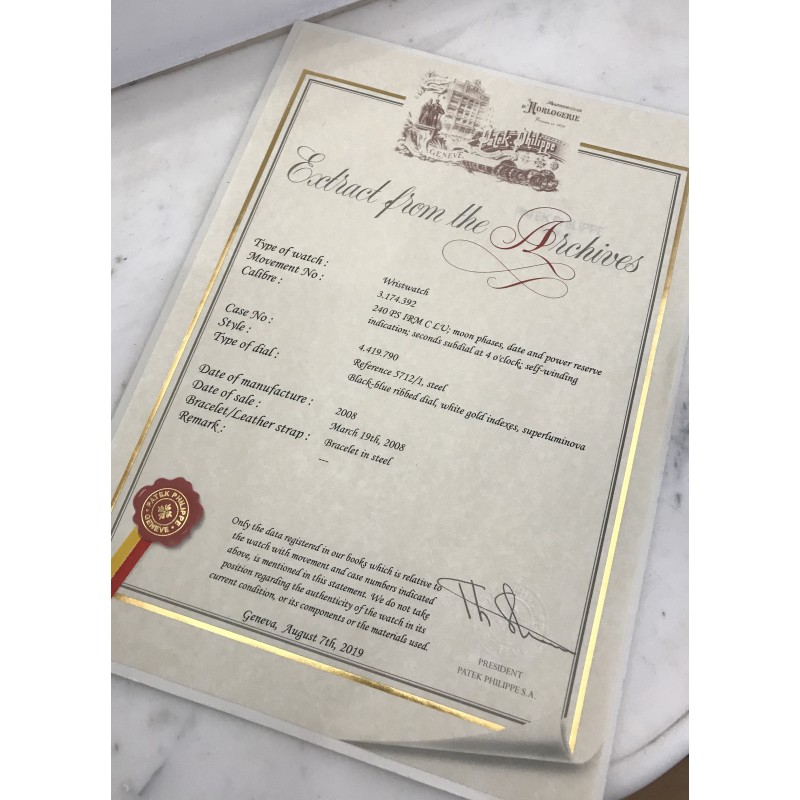 Manufacture
D'HORLOGERIE
Patek Philippe
GENEVE
Extract from the Archives
Type of watch : Wristwatch
Movement No : 3.174.392
Calibre : 240 PS IRM C LU; moon phases, date and power reserve
indication; seconds subdial at 4 o'clock; self-winding
Case No : 4.419.790
Style : Reference 5712/1, steel
Type of dial : Black-blue ribbed dial, white gold indexes, superluminova
Date of manufacture : 2008
Date of sale : March 19th, 2008
Bracelet/Leather strap : Bracelet in steel
Remark : —
PATEK PHILIPPE
GENEVE
Only the data registered in our books which is relative to
the watch with movement and case numbers indicated
above, is mentioned in this statement. We do not take
position regarding the authenticity of the watch in its
current condition, or its components or the materials used.
Geneva, August 7th, 2019
PRESIDENT
PATEK PHILIPPE S.A.